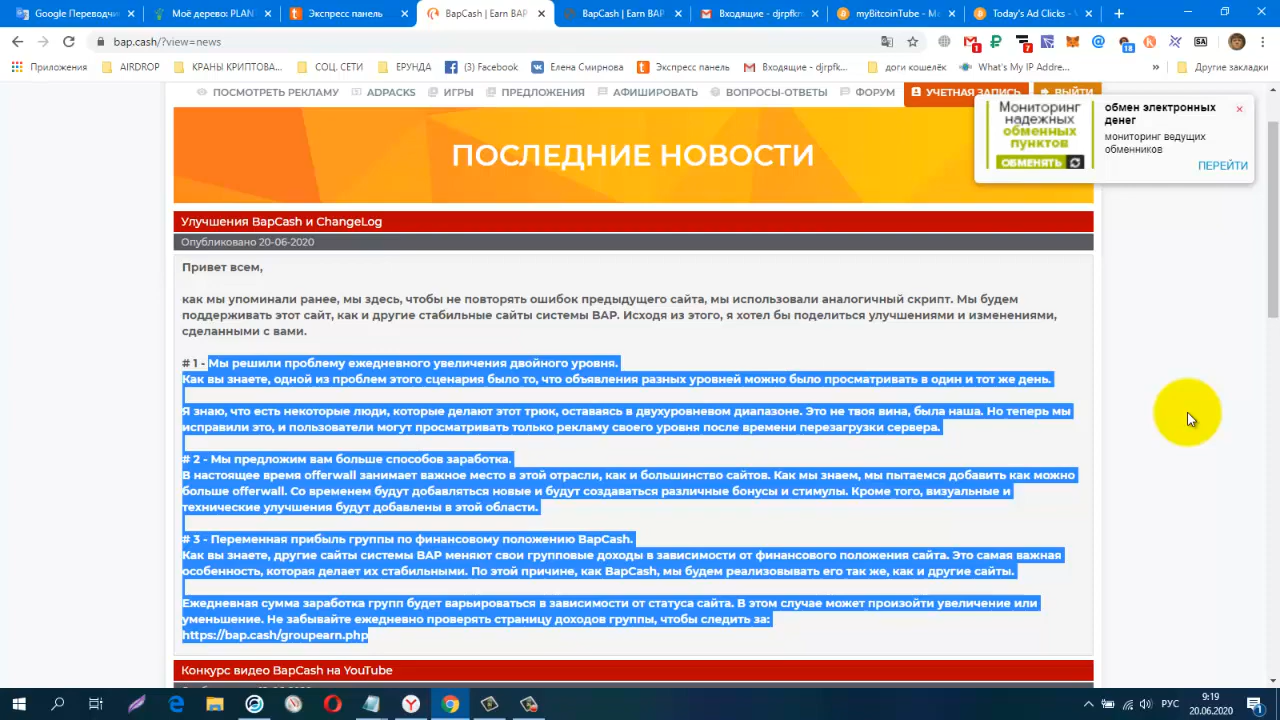 Google Переводчи
Моё дерево: PLAN
Экспресс панель
BapCash | Earn BAP
BapCash | Earn BAP
Входящие - djrpfkm
myBitcoinTube - Me
Today's Ad Clicks - V
bap.cash/?view=news
1
7
18
SA
Приложения
AIRDROP
КРАНЫ КРИПТОВА...
СОЦ. СЕТИ
ЕРУНДА
(3) Facebook
Елена Смирнова
Экспресс панель
Входящие - djrpfk...
доги кошелёк
What's My IP Addre...
»
Другие закладки
ПОСМОТРЕТЬ РЕКЛАМУ
ADPACKS
ИГРЫ
ПРЕДЛОЖЕНИЯ
АФИШИРОВАТЬ
ВОПРОСЫ-ОТВЕТЫ
ФОРУМ
УЧЕТНАЯ ЗАПИСЬ
ВЫЙТИ
Мониторинг
надежных
обменных
пунктов
ОБМЕНЯТЬ
обмен электронных
денег
мониторинг ведущих
обменников
ПЕРЕЙТИ
ПОСЛЕДНИЕ НОВОСТИ
Улучшения BapCash и ChangeLog
Опубликовано 20-06-2020
Привет всем,
как мы упоминали ранее, мы здесь, чтобы не повторять ошибок предыдущего сайта, мы использовали аналогичный скрипт. Мы будем
поддерживать этот сайт, как и другие стабильные сайты системы BAP. Исходя из этого, я хотел бы поделиться улучшениями и изменениями,
сделанными с вами.
# 1 - Мы решили проблему ежедневного увеличения двойного уровня.
Как вы знаете, одной из проблем этого сценария было то, что объявления разных уровней можно было просматривать в один и тот же день.
Я знаю, что есть некоторые люди, которые делают этот трюк, оставаясь в двухуровневом диапазоне. Это не твоя вина, была наша. Но теперь мы
исправили это, и пользователи могут просматривать только рекламу своего уровня после времени перезагрузки сервера.
# 2 - Мы предложим вам больше способов заработка.
В настоящее время offerwall занимает важное место в этой отрасли, как и большинство сайтов. Как мы знаем, мы пытаемся добавить как можно
больше offerwall. Со временем будут добавляться новые и будут создаваться различные бонусы и стимулы. Кроме того, визуальные и
технические улучшения будут добавлены в этой области.
# 3 - Переменная прибыль группы по финансовому положению BapCash.
Как вы знаете, другие сайты системы BAP меняют свои групповые доходы в зависимости от финансового положения сайта. Это самая важная
особенность, которая делает их стабильными. По этой причине, как BapCash, мы будем реализовывать его так же, как и другие сайты.
Ежедневная сумма заработка групп будет варьироваться в зависимости от статуса сайта. В этом случае может произойти увеличение или
уменьшение. Не забывайте ежедневно проверять страницу доходов группы, чтобы следить за:
https://bap.cash/groupearn.php
Конкурс видео BapCash на YouTube
РУС
9:19
20.06.2020
1